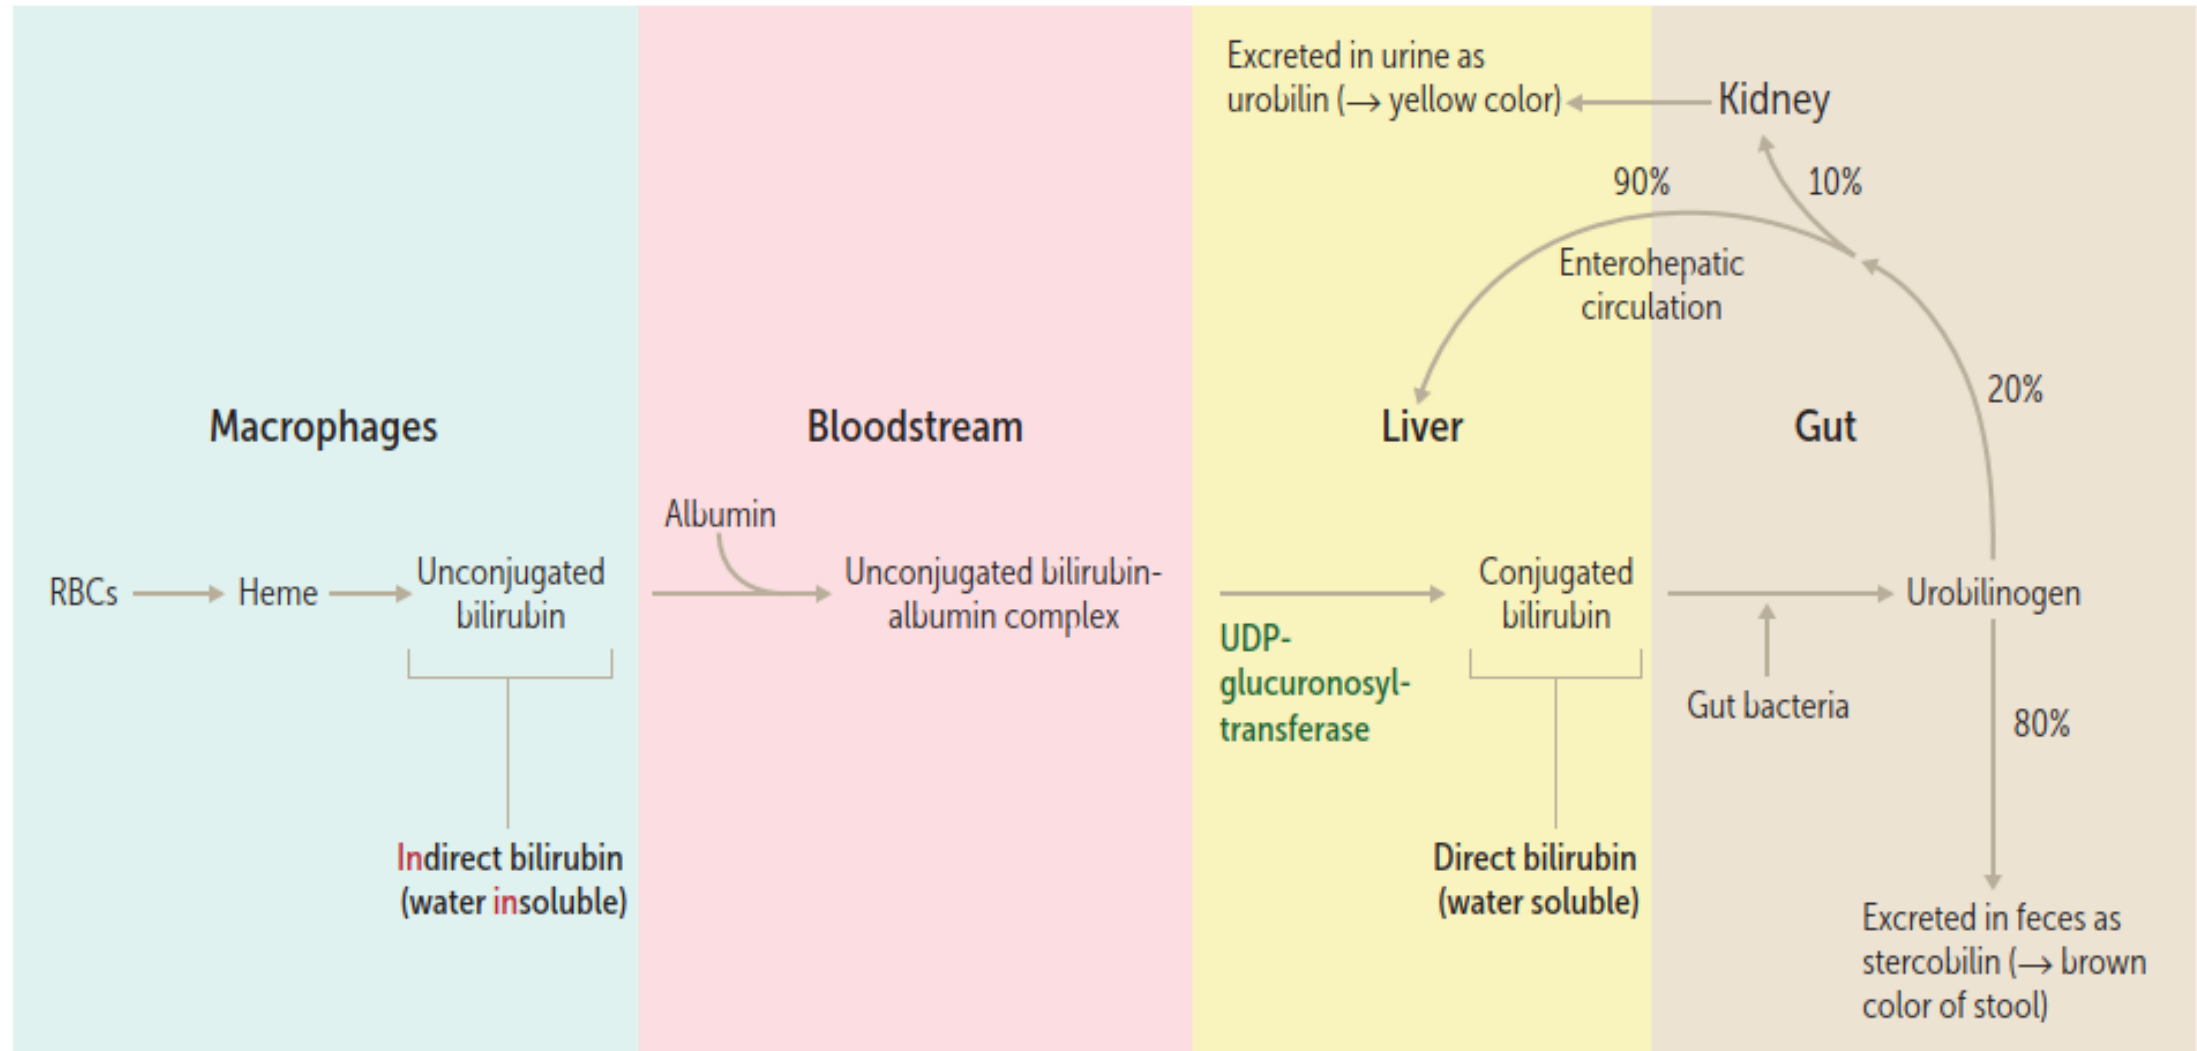 Excreted in urine as
urobilin (→ yellow color)
Kidney
90%
10%
Enterohepatic
circulation
20%
Macrophages
Bloodstream
Liver
Gut
Albumin
RBCs
Heme
Unconjugated
bilirubin
Unconjugated bilirubin-
albumin complex
UDP-
glucuronosyl-
transferase
Conjugated
bilirubin
Urobilinogen
Gut bacteria
80%
Indirect bilirubin
(water insoluble)
Direct bilirubin
(water soluble)
Excreted in feces as
stercobilin (→ brown
color of stool)